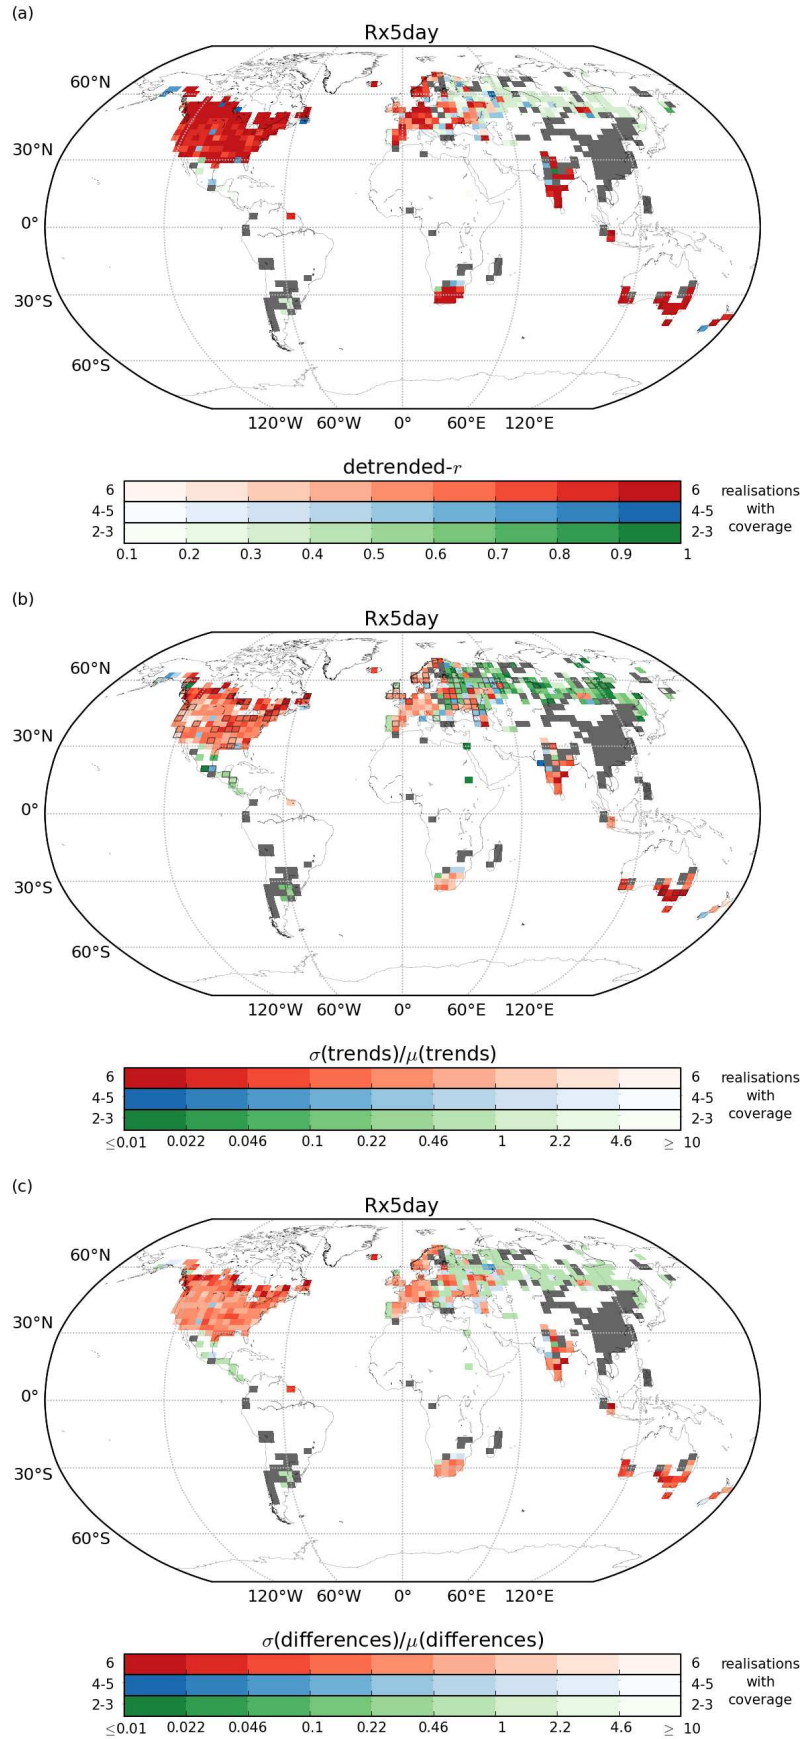 (a)
Rx5day
60°N
30°N
0°
30°S
60°S
120°W 60°W 0° 60°E 120°E
detrended-r
6 6 realisations
4-5 4-5 with
2-3 2-3 coverage
0.1 0.2 0.3 0.4 0.5 0.6 0.7 0.8 0.9 1
(b)
Rx5day
60°N
30°N
0°
30°S
60°S
120°W 60°W 0° 60°E 120°E
σ(trends)/μ(trends)
6 6 realisations
4-5 4-5 with
2-3 2-3 coverage
≤0.01 0.022 0.046 0.1 0.22 0.46 1 2.2 4.6 ≥ 10
(c)
Rx5day
60°N
30°N
0°
30°S
60°S
120°W 60°W 0° 60°E 120°E
σ(differences)/μ(differences)
6 6 realisations
4-5 4-5 with
2-3 2-3 coverage
≤0.01 0.022 0.046 0.1 0.22 0.46 1 2.2 4.6 ≥ 10